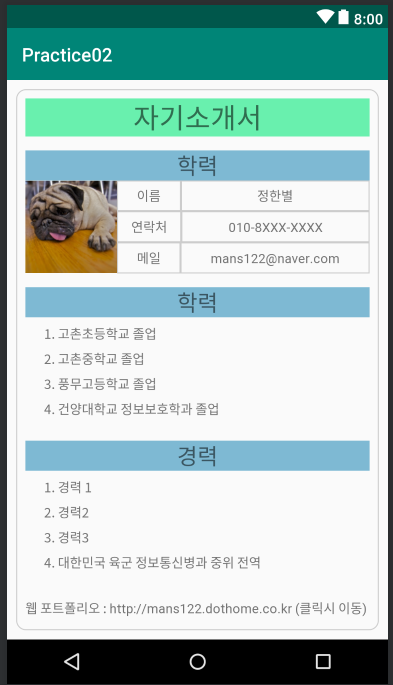 8:00
Practice02
자기소개서
학력
이름 정한별
연락처 010-8XXX-XXXX
메일 mans122@naver.com
학력
1. 고촌초등학교 졸업
2. 고촌중학교 졸업
3. 풍무고등학교 졸업
4. 건양대학교 정보보호학과 졸업
경력
1. 경력 1
2. 경력2
3. 경력3
4. 대한민국 육군 정보통신병과 중위 전역
웹 포트폴리오 : http://mans122.dothome.co.kr (클릭시 이동)